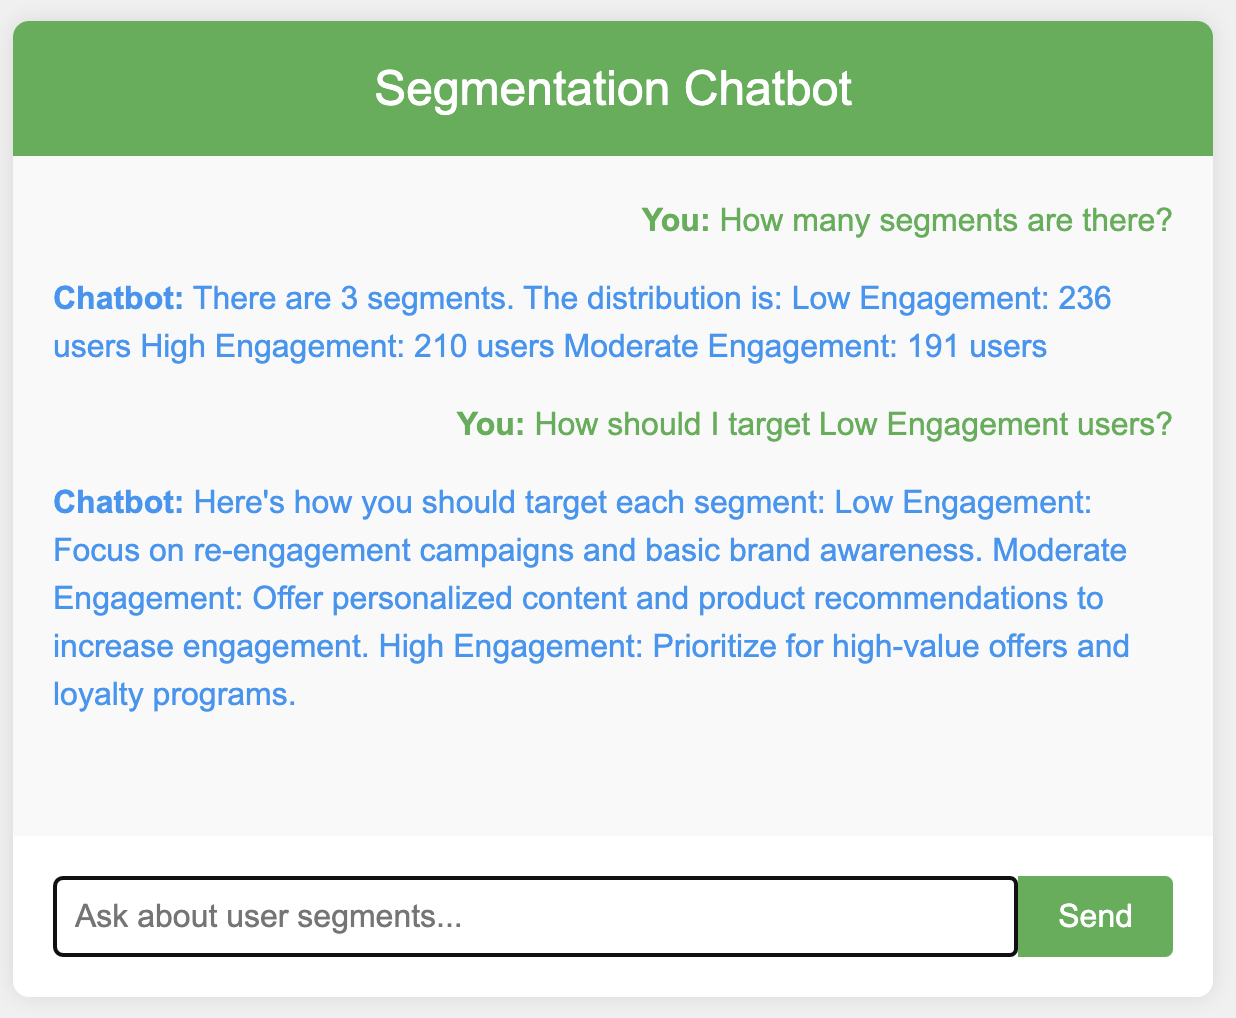 Segmentation Chatbot
You: How many segments are there?
Chatbot: There are 3 segments. The distribution is: Low Engagement: 236
users High Engagement: 210 users Moderate Engagement: 191 users
You: How should I target Low Engagement users?
Chatbot: Here's how you should target each segment: Low Engagement:
Focus on re-engagement campaigns and basic brand awareness. Moderate
Engagement: Offer personalized content and product recommendations to
increase engagement. High Engagement: Prioritize for high-value offers and
loyalty programs.
Ask about user segments...
Send